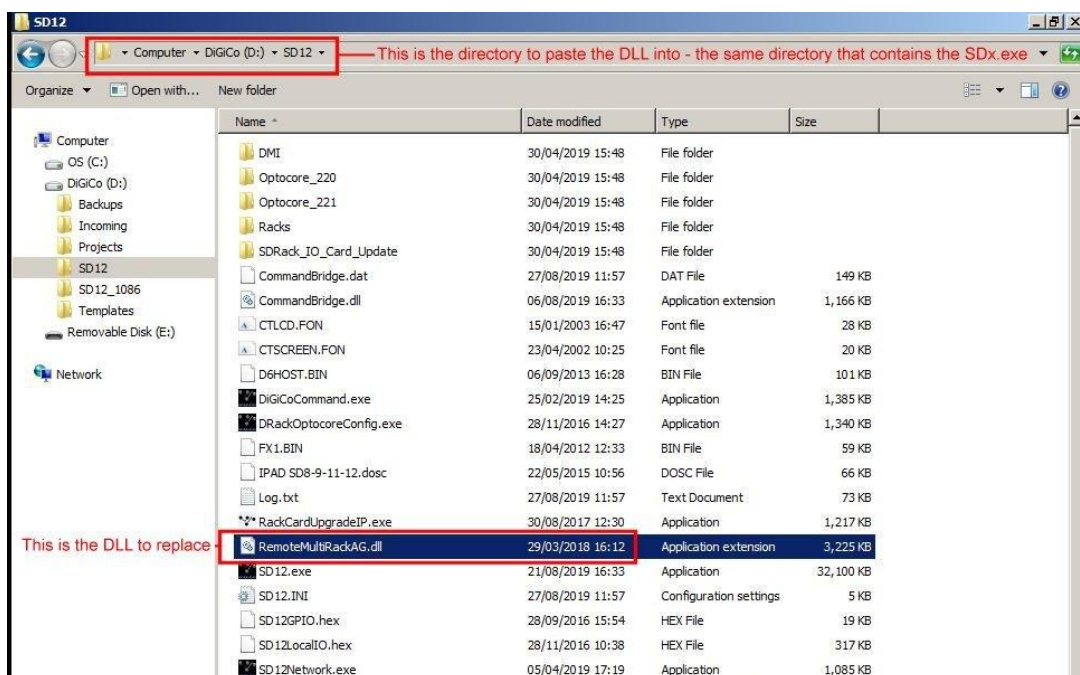 SD12
Computer DiGiCo (D:) SD12
This is the directory to paste the DLL into - the same directory that contains the SDx.exe
Organize Open with... New folder
Name Date modified Type Size
Computer
OS (C:)
DiGiCo (D:)
Backups
Incoming
Projects
SD12
SD12_1086
Templates
Removable Disk (E:)
Network
DMI 30/04/2019 15:48 File folder
Optocore_220 30/04/2019 15:48 File folder
Optocore_221 30/04/2019 15:48 File folder
Racks 30/04/2019 15:48 File folder
SDRack_IO_Card_Update 30/04/2019 15:48 File folder
CommandBridge.dat 27/08/2019 11:57 DAT File 149 KB
CommandBridge.dll 06/08/2019 16:33 Application extension 1,166 KB
CTLCD.FON 15/01/2003 16:47 Font file 28 KB
CTSCREEN.FON 23/04/2002 10:25 Font file 20 KB
D6HOST.BIN 06/09/2013 16:28 BIN File 101 KB
DiGiCoCommand.exe 25/02/2019 14:25 Application 1,385 KB
DRackOptocoreConfig.exe 28/11/2016 14:27 Application 1,340 KB
FX1.BIN 18/04/2012 12:33 BIN File 59 KB
IPAD SD8-9-11-12.dosc 22/05/2015 10:56 DOSC File 66 KB
Log.txt 27/08/2019 11:57 Text Document 73 KB
RackCardUpgradeIP.exe 30/08/2017 12:30 Application 1,217 KB
This is the DLL to replace
RemoteMultiRackAG.dll 29/03/2018 16:12 Application extension 3,225 KB
SD12.exe 21/08/2019 16:33 Application 32,100 KB
SD12.INI 27/08/2019 11:57 Configuration settings 5 KB
SD12GPIO.hex 28/09/2016 15:54 HEX File 19 KB
SD12LocalIO.hex 28/11/2016 10:38 HEX File 317 KB
SD12Network.exe 05/04/2019 17:19 Application 1,085 KB